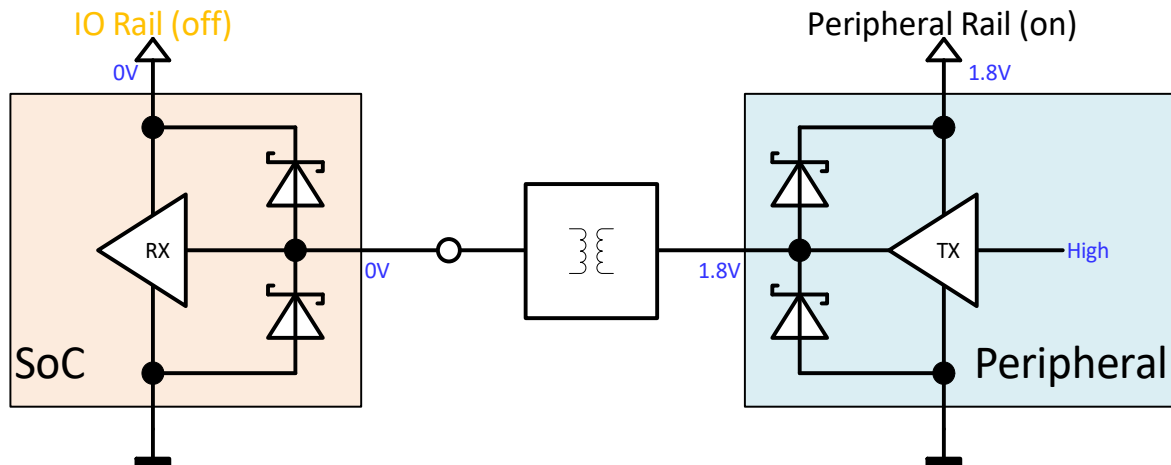 IO Rail (off)
Peripheral Rail (on)
0V
1.8V
RX
TX
High
0V
1.8V
SoC
Peripheral